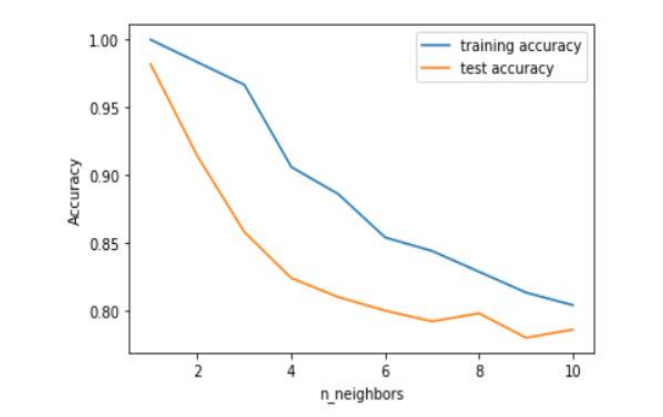 training accuracy
test accuracy
1.00
0.95
0.90
0.85
0.80
Accuracy
2 4 6 8 10
n_neighbors